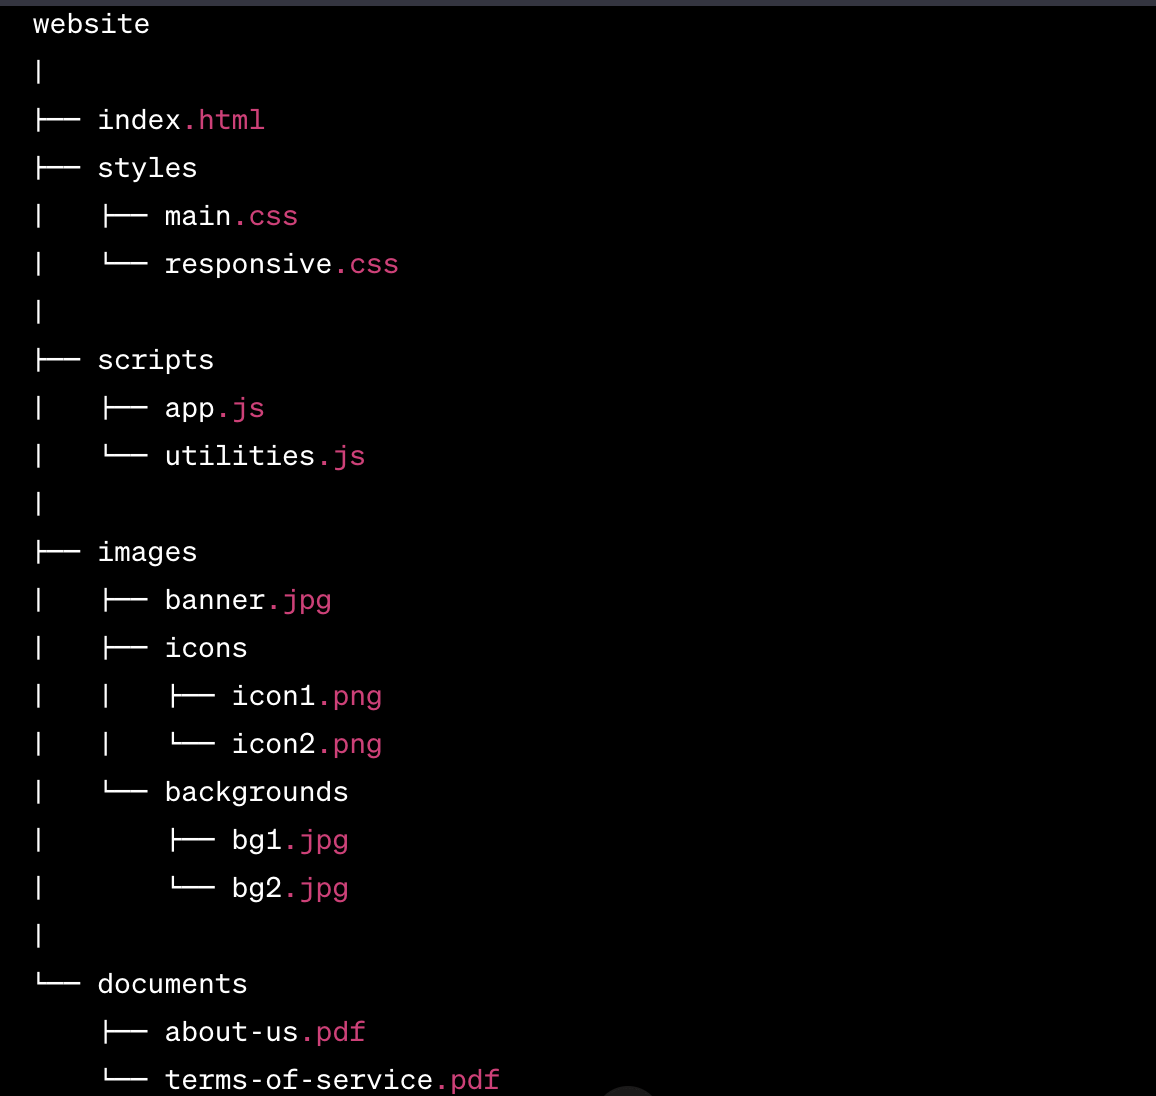 website
|
├── index.html
├── styles
|   ├── main.css
|   └── responsive.css
|
├── scripts
|   ├── app.js
|   └── utilities.js
|
├── images
|   ├── banner.jpg
|   ├── icons
|   |   ├── icon1.png
|   |   └── icon2.png
|   └── backgrounds
|       ├── bg1.jpg
|       └── bg2.jpg
|
└── documents
    ├── about-us.pdf
    └── terms-of-service.pdf